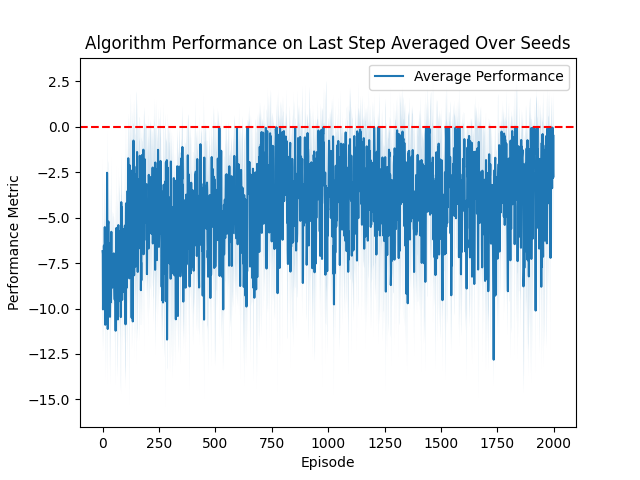 Algorithm Performance on Last Step Averaged Over Seeds
Average Performance
Performance Metric
2.5
0.0
−2.5
−5.0
−7.5
−10.0
−12.5
−15.0
0 250 500 750 1000 1250 1500 1750 2000
Episode